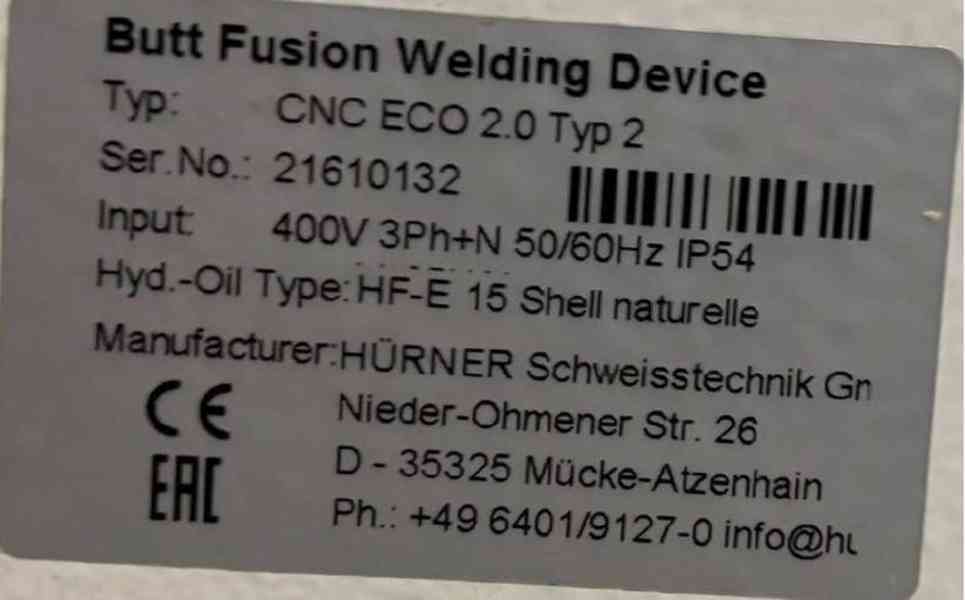 Butt Fusion Welding Device
Typ: CNC ECO 2.0 Typ 2
Ser.No.: 21610132
Input: 400V 3Ph+N 50/60Hz IP54
Hyd.-Oil Type: HF-E 15 Shell naturelle
Manufacturer: HÜRNER Schweisstechnik
CE Nieder-Ohmener Str. 26
D - 35325 Mücke-Atzenhain
EAC
Ph.: +49 6401/9127-0